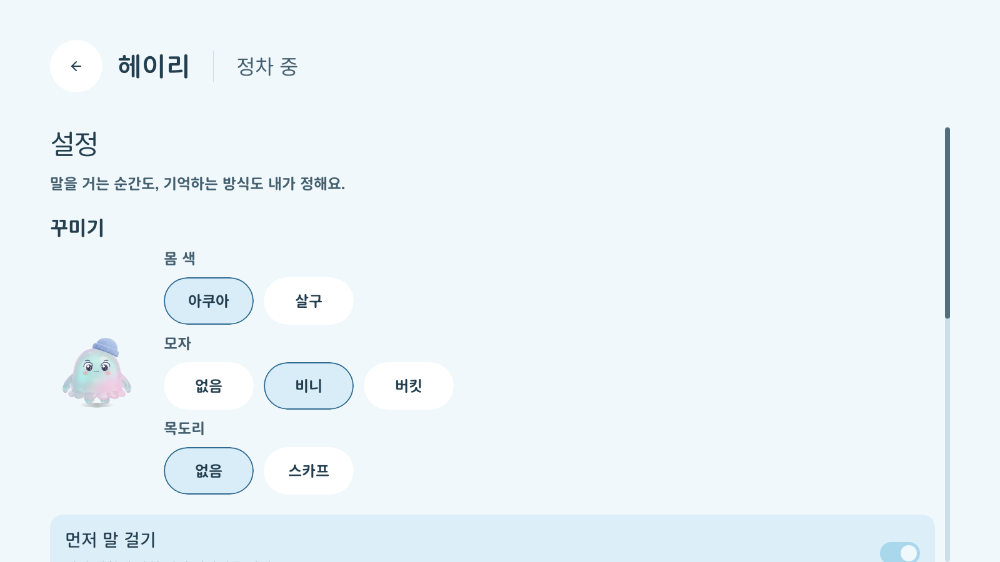 헤이리
정차 중
설정
말을 거는 순간도, 기억하는 방식도 내가 정해요.
꾸미기
몸 색
아쿠아 살구
모자
없음 비니 버킷
목도리
없음 스카프
먼저 말 걸기